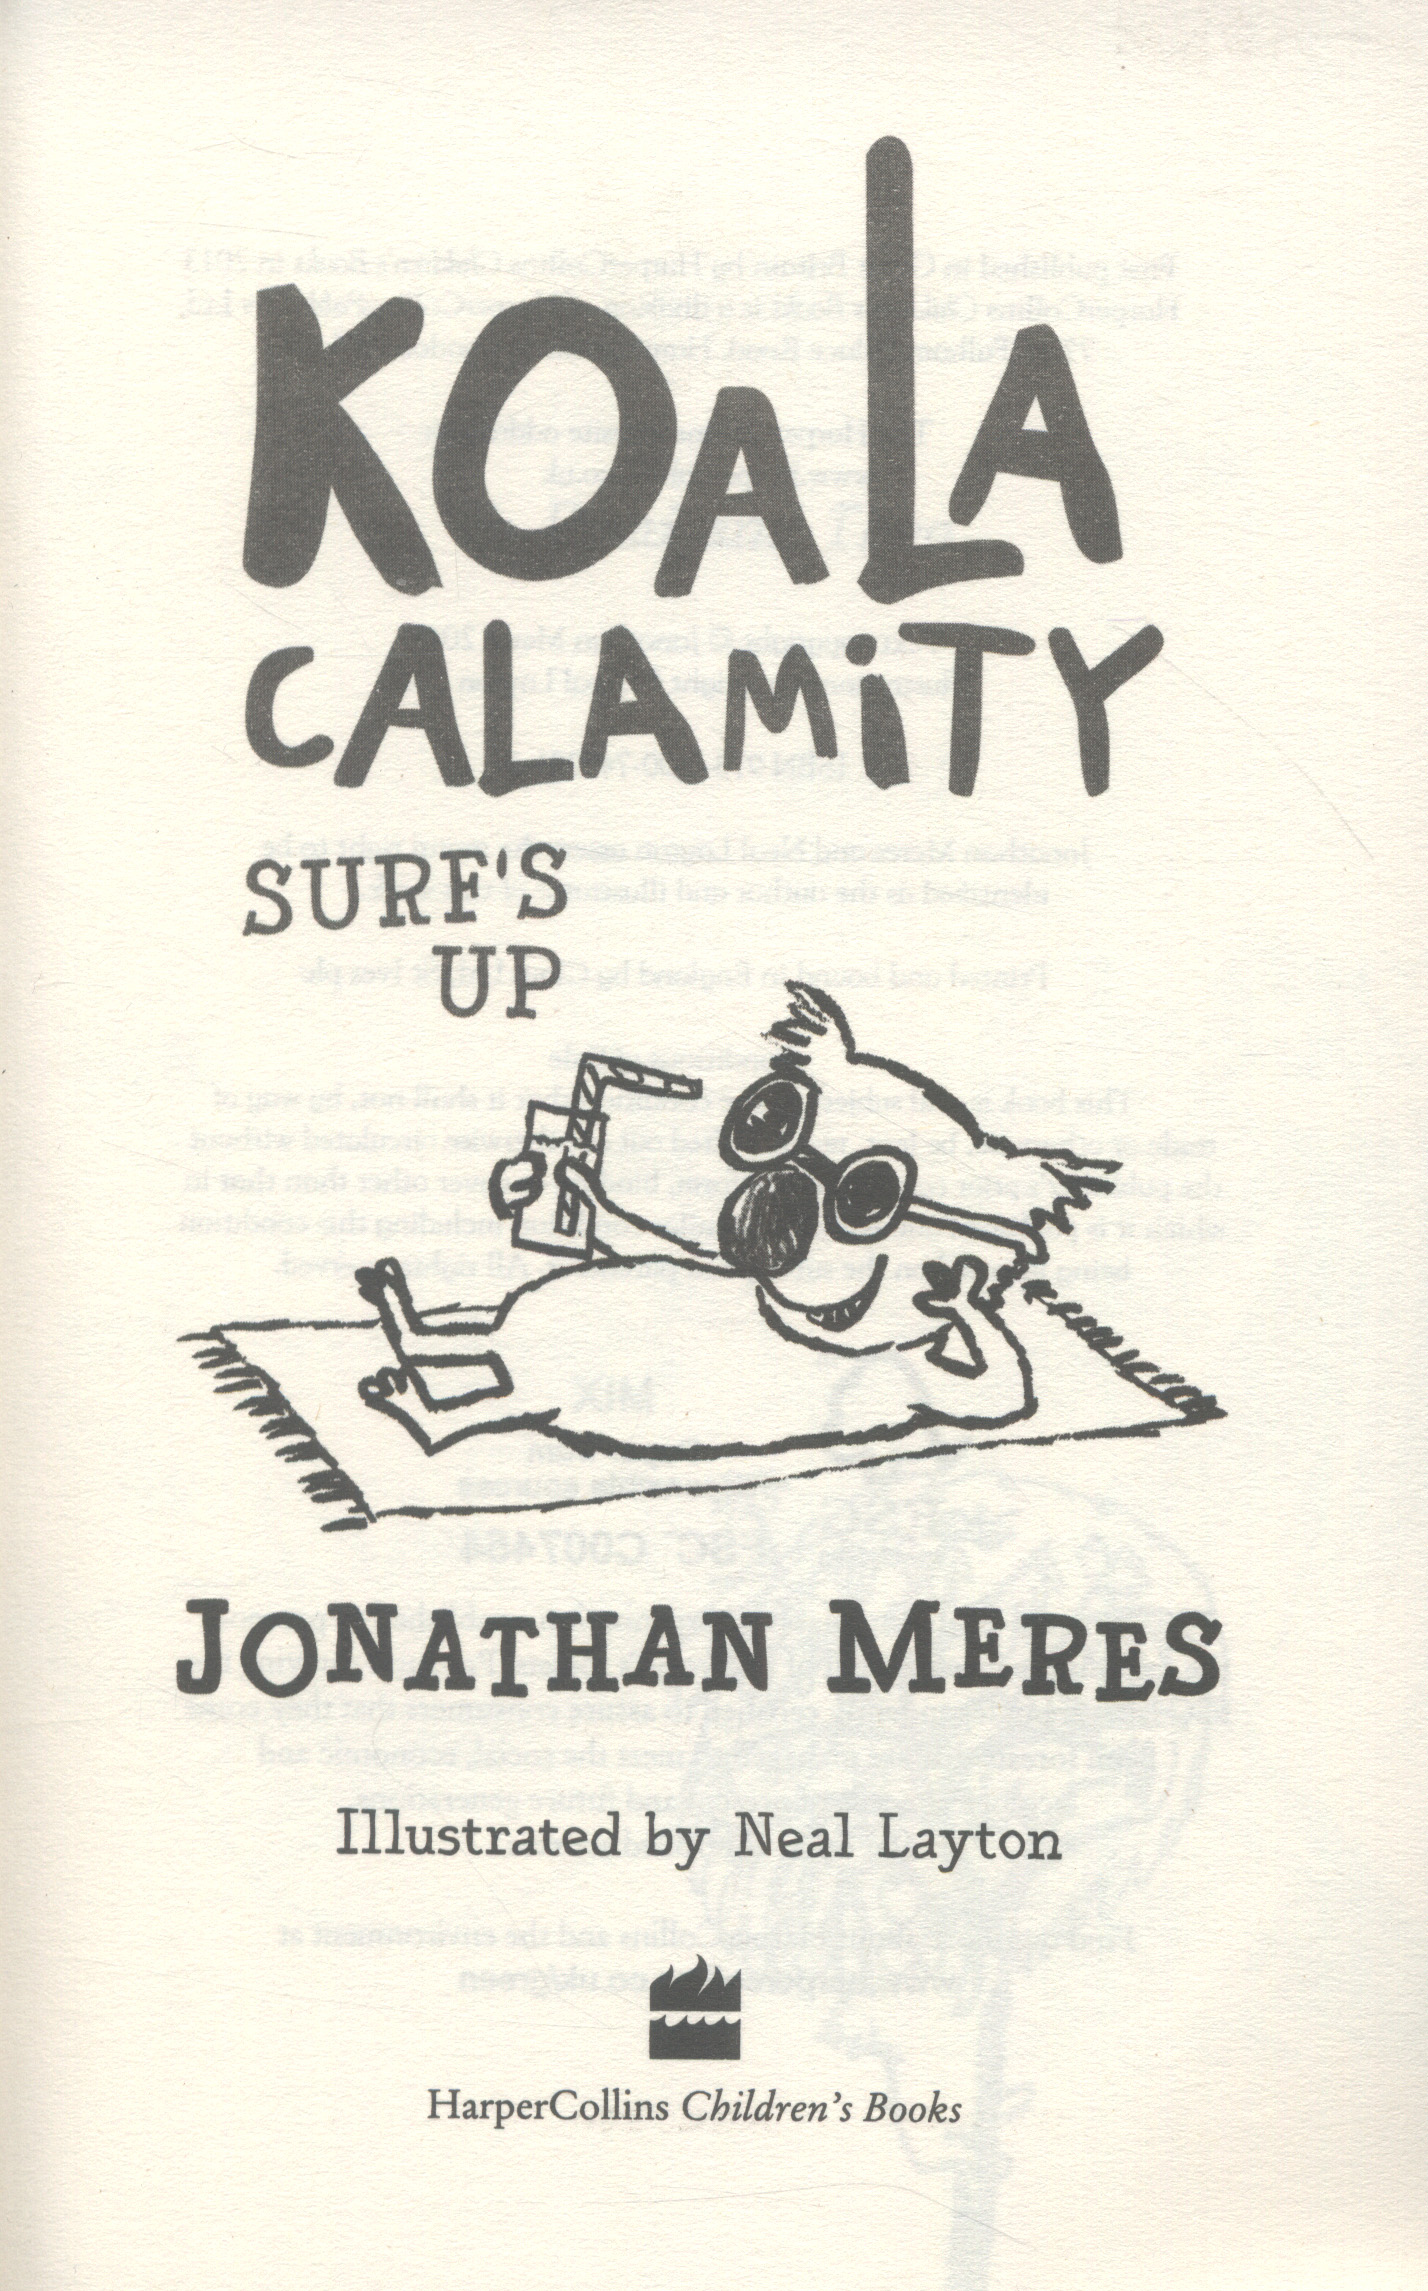 KOALA
CALAMiTY
SURF'S
UP
JONATHAN MERES
Illustrated by Neal Layton
HarperCollins Children's Books